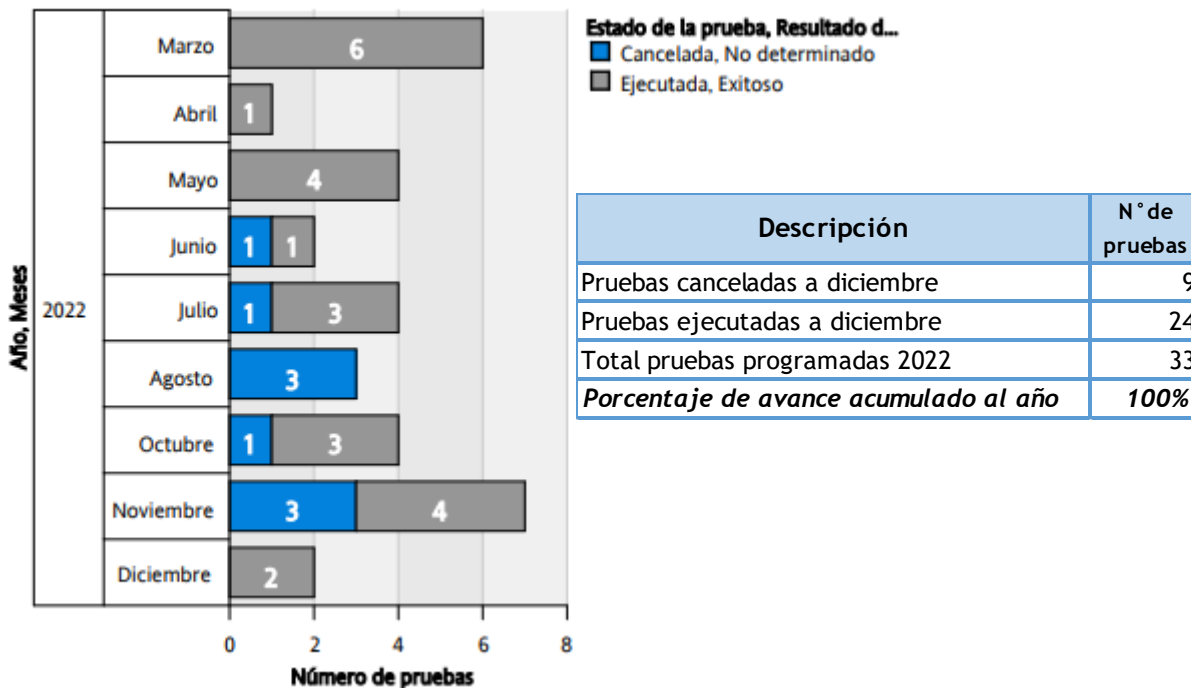 Estado de la prueba, Resultado d...
Cancelada, No determinado
Ejecutada, Exitoso
Año, Meses
2022
Marzo 6
Abril 1
Mayo 4
Junio 1 1
Julio 1 3
Agosto 3
Octubre 1 3
Noviembre 3 4
Diciembre 2
0 2 4 6 8
Número de pruebas
Descripción N° de pruebas
Pruebas canceladas a diciembre 9
Pruebas ejecutadas a diciembre 24
Total pruebas programadas 2022 33
Porcentaje de avance acumulado al año 100%